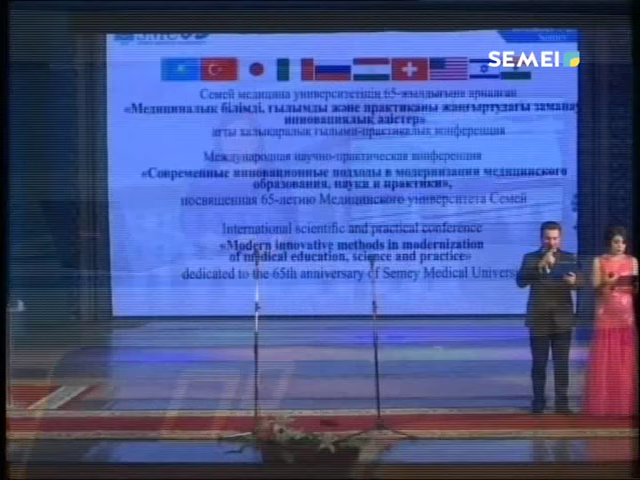 SEMEI
Семей медицина университетінің 65-жылдығына арналған
«Медициналық білімді, ғылымды және практиканы жаңғыртудағы заманау
инновациялық әдістер»
атты халықаралық ғылыми-практикалық конференция
Международная научно-практическая конференция
«Современные инновационные подходы в модернизации медицинского
образования, науки и практики»,
посвященная 65-летию Медицинского университета Семей
International scientific and practical conference
«Modern innovative methods in modernization
of medical education, science and practice»
dedicated to the 65th anniversary of Semey Medical Univers